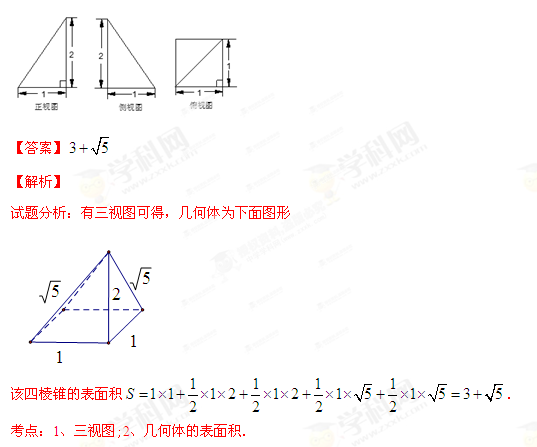 2 2 1
1 1 1
正视图 侧视图 俯视图
【答案】3+√5
【解析】
试题分析：有三视图可得，几何体为下面图形
√5 √5
2
1 1
该四棱锥的表面积 S=1×1+\frac{1}{2}×1×2+\frac{1}{2}×1×2+\frac{1}{2}×1×√5+\frac{1}{2}×1×√5=3+√5.
考点：1、三视图;2、几何体的表面积.